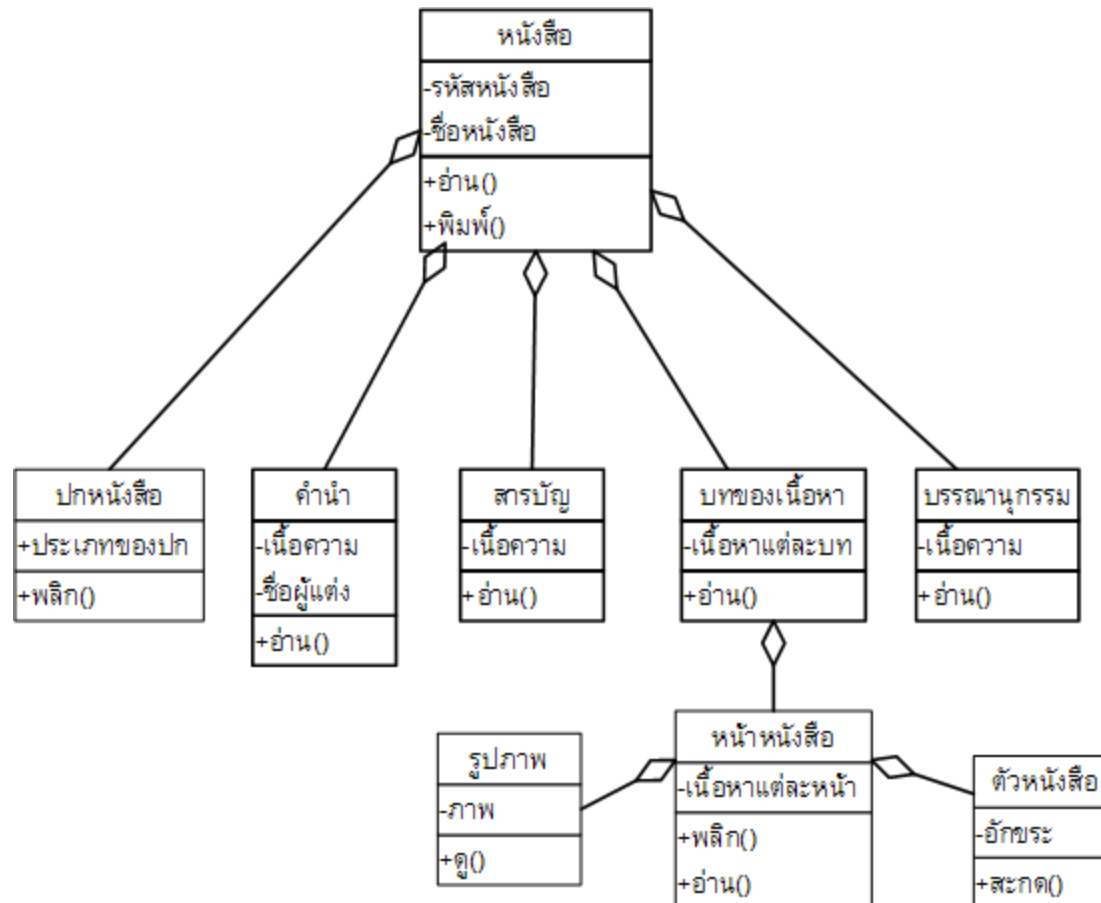 หนังสือ
-รหัสหนังสือ
-ชื่อหนังสือ
+อ่าน()
+พิมพ์()
ปกหนังสือ
+ประเภทของปก
+พลิก()
คำนำ
-เนื้อความ
-ชื่อผู้แต่ง
+อ่าน()
สารบัญ
-เนื้อความ
+อ่าน()
บทของเนื้อหา
-เนื้อหาแต่ละบท
+อ่าน()
บรรณานุกรรม
-เนื้อความ
+อ่าน()
รูปภาพ
-ภาพ
+ดู()
หน้าหนังสือ
-เนื้อหาแต่ละหน้า
+พลิก()
+อ่าน()
ตัวหนังสือ
-อักขระ
+สะกด()